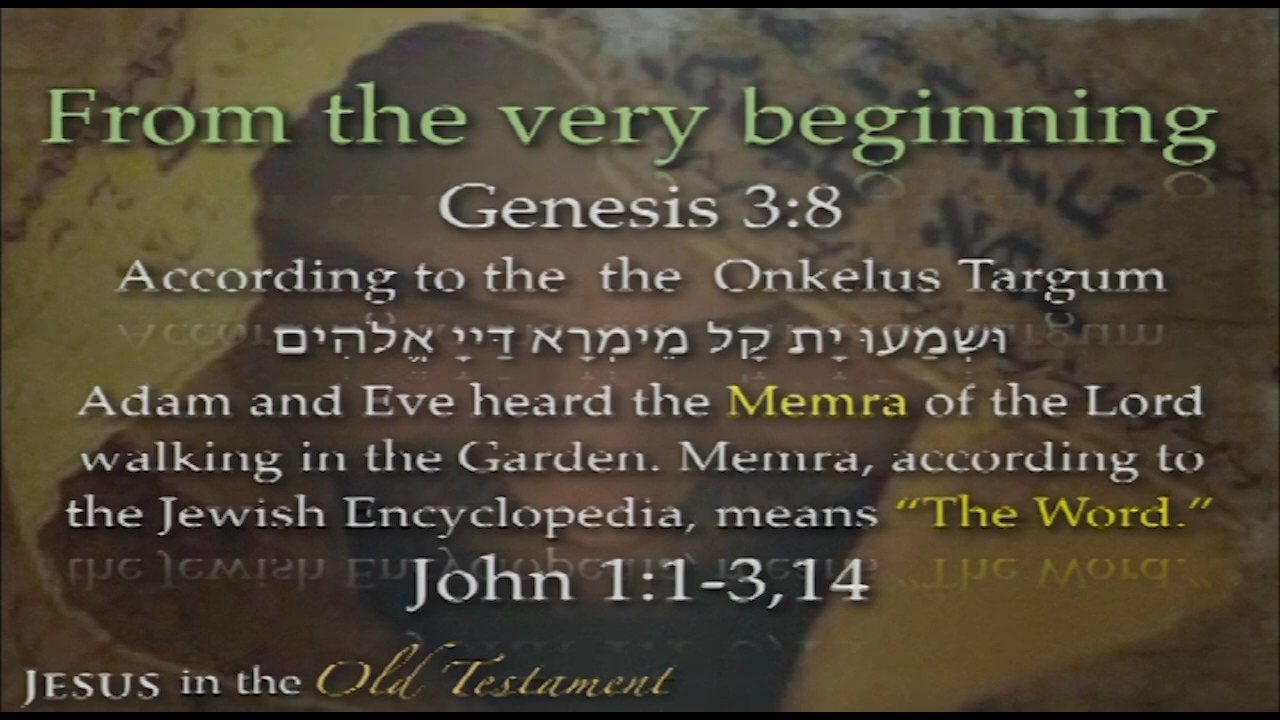 From the very beginning
Genesis 3:8
According to the the Onkelus Targum
וּשְׁמַעוּ יָת קָל מֵימְרָא דַּייָ אֱלֹהִים
Adam and Eve heard the Memra of the Lord
walking in the Garden. Memra, according to
the Jewish Encyclopedia, means “The Word.”
John 1:1-3,14
JESUS in the Old Testament